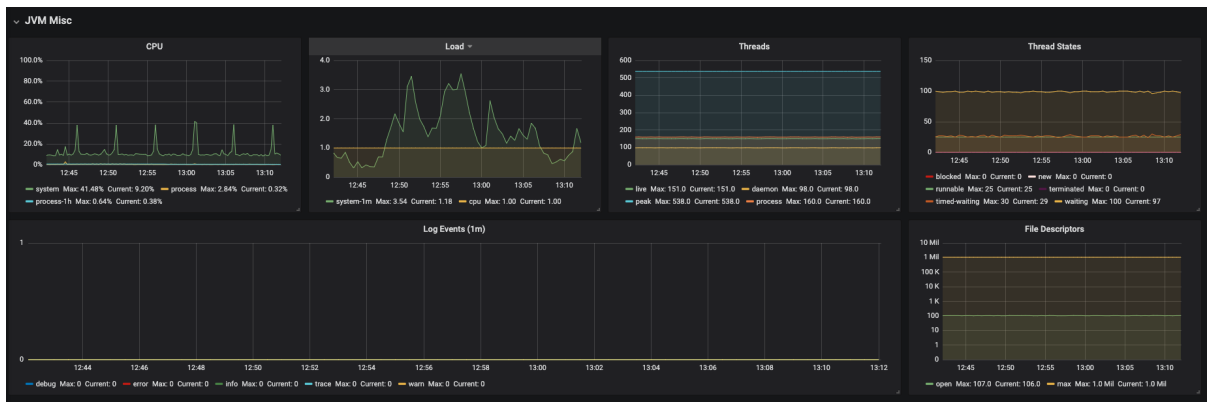 JVM Misc
CPU
100.0%
80.0%
60.0%
40.0%
20.0%
0%
12:45 12:50 12:55 13:00 13:05 13:10
system Max: 41.48% Current: 9.20% process Max: 2.84% Current: 0.32%
process-1h Max: 0.64% Current: 0.38%
Load
4.0
3.0
2.0
1.0
0
12:45 12:50 12:55 13:00 13:05 13:10
system-1m Max: 3.54 Current: 1.18 cpu Max: 1.00 Current: 1.00
Threads
600
500
400
300
200
100
0
12:45 12:50 12:55 13:00 13:05 13:10
live Max: 151.0 Current: 151.0 daemon Max: 98.0 Current: 98.0
peak Max: 538.0 Current: 538.0 process Max: 160.0 Current: 160.0
Thread States
150
100
50
0
12:45 12:50 12:55 13:00 13:05 13:10
blocked Max: 0 Current: 0 new Max: 0 Current: 0
runnable Max: 25 Current: 25 terminated Max: 0 Current: 0
timed-waiting Max: 30 Current: 29 waiting Max: 100 Current: 97
Log Events (1m)
1
0
12:44 12:46 12:48 12:50 12:52 12:54 12:56 12:58 13:00 13:02 13:04 13:06 13:08 13:10 13:12
debug Max: 0 Current: 0 error Max: 0 Current: 0 info Max: 0 Current: 0 trace Max: 0 Current: 0 warn Max: 0 Current: 0
File Descriptors
10 Mil
1 Mil
100 K
10 K
1 K
100
10
1
0
12:45 12:50 12:55 13:00 13:05 13:10
open Max: 107.0 Current: 106.0 max Max: 1.0 Mil Current: 1.0 Mil